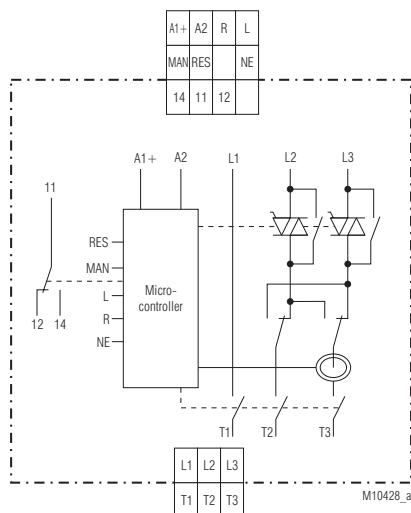 A1+ A2 R L
MAN RES NE
14 11 12
A1+ A2 L1 L2 L3
11
RES
MAN
L
R
NE
Micro-
controller
12 14
T1 T2 T3
L1 L2 L3
T1 T2 T3
M10428_a